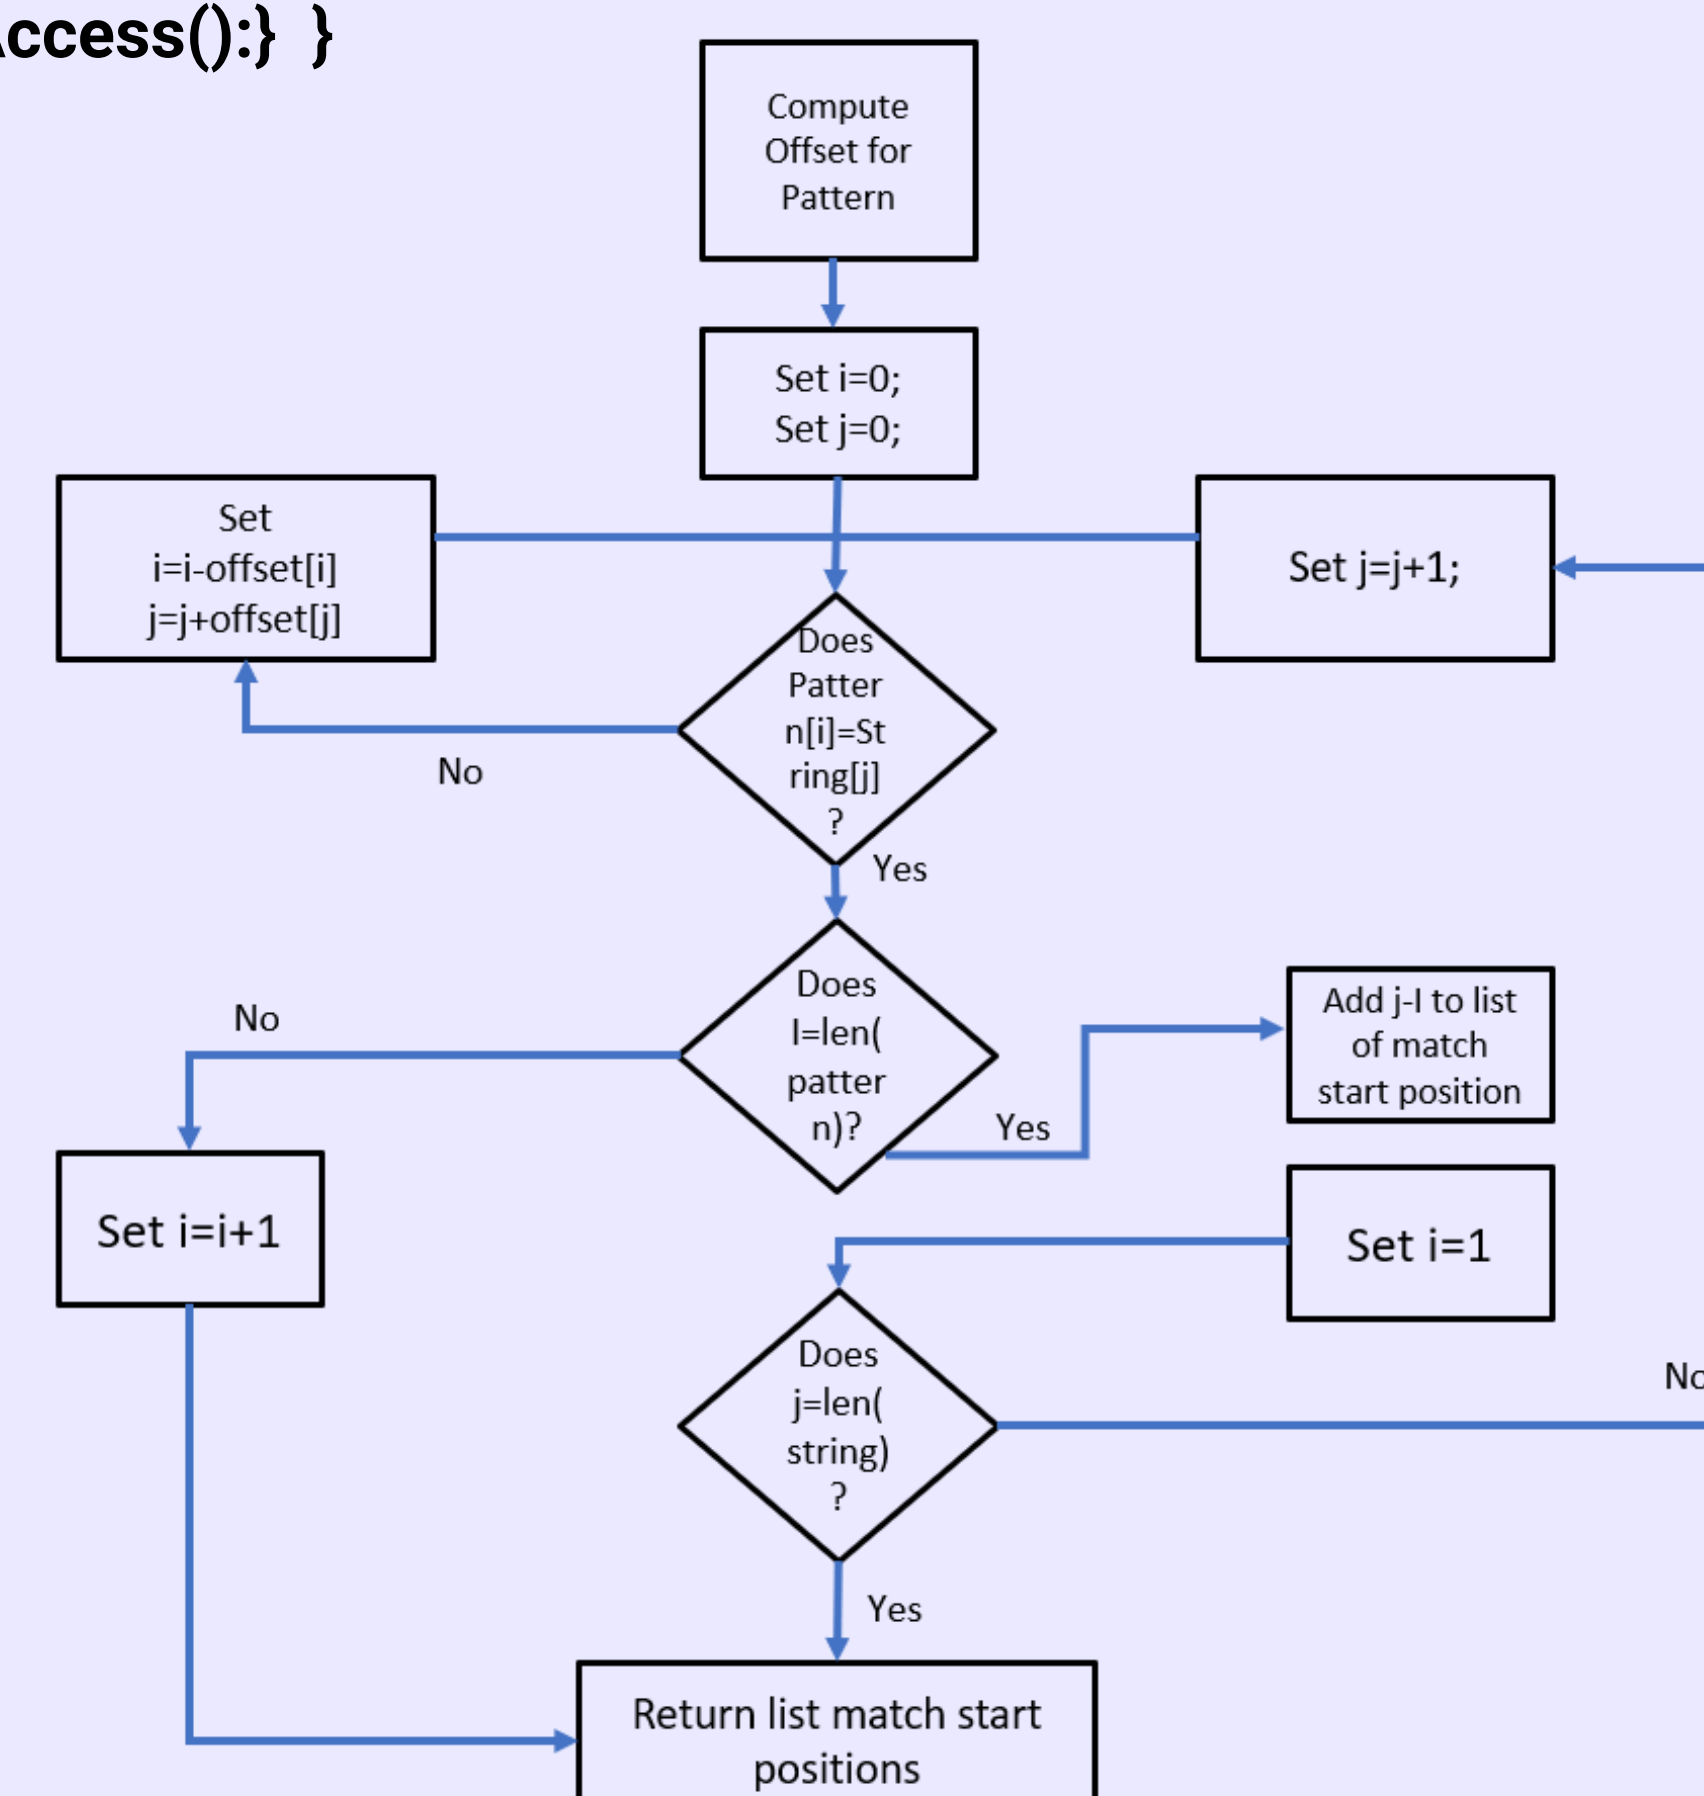 ccess():} }
Compute
Offset for
Pattern
Set i=0;
Set j=0;
Set
i=i-offset[i]
j=j+offset[j]
Set j=j+1;
Does
Patter
n[i]=St
ring[j]
?
No
Yes
Does
I=len(
patter
n)?
No
Yes
Add j-I to list
of match
start position
Set i=i+1
Set i=1
Does
j=len(
string)
?
No
Yes
Return list match start
positions